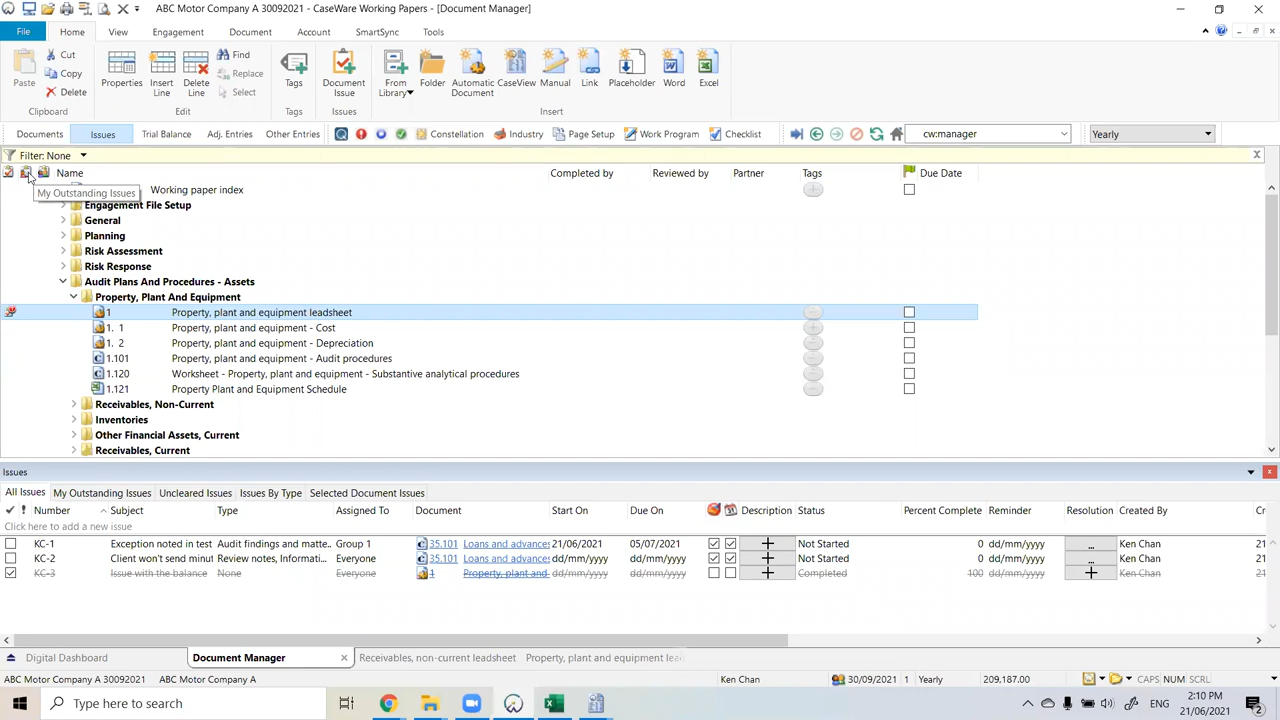 ABC Motor Company A 30092021 - CaseWare Working Papers - [Document Manager]
File Home View Engagement Document Account SmartSync Tools
Paste Cut Copy Delete Properties Insert Line Delete Line Find Replace Select Tags Document Issue From Library Folder Automatic Document CaseView Manual Link Placeholder Word Excel
Clipboard Edit Tags Issues Insert
Documents Issues Trial Balance Adj. Entries Other Entries Constellation Industry Page Setup Work Program Checklist cw:manager Yearly
Filter: None
Name Completed by Reviewed by Partner Tags Due Date
My Outstanding Issues
Working paper index
Engagement File Setup
General
Planning
Risk Assessment
Risk Response
Audit Plans And Procedures - Assets
Property, Plant And Equipment
1 Property, plant and equipment leadsheet
1. 1 Property, plant and equipment - Cost
1. 2 Property, plant and equipment - Depreciation
1.101 Property, plant and equipment - Audit procedures
1.120 Worksheet - Property, plant and equipment - Substantive analytical procedures
1.121 Property Plant and Equipment Schedule
Receivables, Non-Current
Inventories
Other Financial Assets, Current
Receivables, Current
Issues
All Issues My Outstanding Issues Uncleared Issues Issues By Type Selected Document Issues
Number Subject Type Assigned To Document Start On Due On Description Status Percent Complete Reminder Resolution Created By Cr
Click here to add a new issue
KC-1 Exception noted in test Audit findings and matte... Group 1 35.101 Loans and advances 21/06/2021 05/07/2021 Not Started 0 dd/mm/yyyy ... Ken Chan 21
KC-2 Client won't send minut Review notes, Informati... Everyone 35.101 Loans and advances dd/mm/yyyy dd/mm/yyyy Not Started 0 dd/mm/yyyy ... Ken Chan 21
KC-3 Issue with the balance None Everyone 1 Property, plant and dd/mm/yyyy dd/mm/yyyy Completed 100 dd/mm/yyyy Ken Chan 21
Digital Dashboard Document Manager Receivables, non-current leadsheet Property, plant and equipment lead
ABC Motor Company A 30092021 ABC Motor Company A Ken Chan 30/09/2021 1 Yearly 209,187.00 CAPS NUM SCRL
Type here to search ENG 2:10 PM
21/06/2021 2